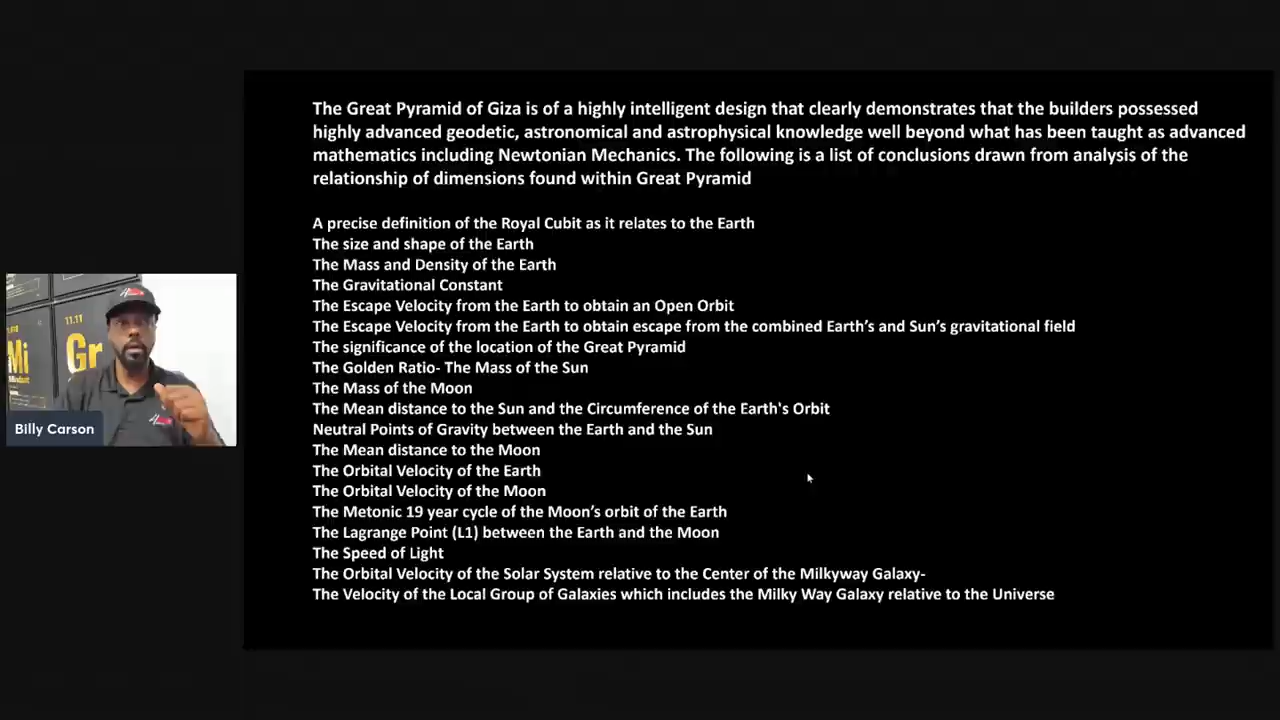 The Great Pyramid of Giza is of a highly intelligent design that clearly demonstrates that the builders possessed
highly advanced geodetic, astronomical and astrophysical knowledge well beyond what has been taught as advanced
mathematics including Newtonian Mechanics. The following is a list of conclusions drawn from analysis of the
relationship of dimensions found within Great Pyramid
A precise definition of the Royal Cubit as it relates to the Earth
The size and shape of the Earth
The Mass and Density of the Earth
The Gravitational Constant
The Escape Velocity from the Earth to obtain an Open Orbit
The Escape Velocity from the Earth to obtain escape from the combined Earth's and Sun's gravitational field
The significance of the location of the Great Pyramid
The Golden Ratio- The Mass of the Sun
The Mass of the Moon
The Mean distance to the Sun and the Circumference of the Earth's Orbit
Neutral Points of Gravity between the Earth and the Sun
The Mean distance to the Moon
The Orbital Velocity of the Earth
The Orbital Velocity of the Moon
The Metonic 19 year cycle of the Moon's orbit of the Earth
The Lagrange Point (L1) between the Earth and the Moon
The Speed of Light
The Orbital Velocity of the Solar System relative to the Center of the Milkyway Galaxy-
The Velocity of the Local Group of Galaxies which includes the Milky Way Galaxy relative to the Universe
11.11
Mi
Gr
Billy Carson